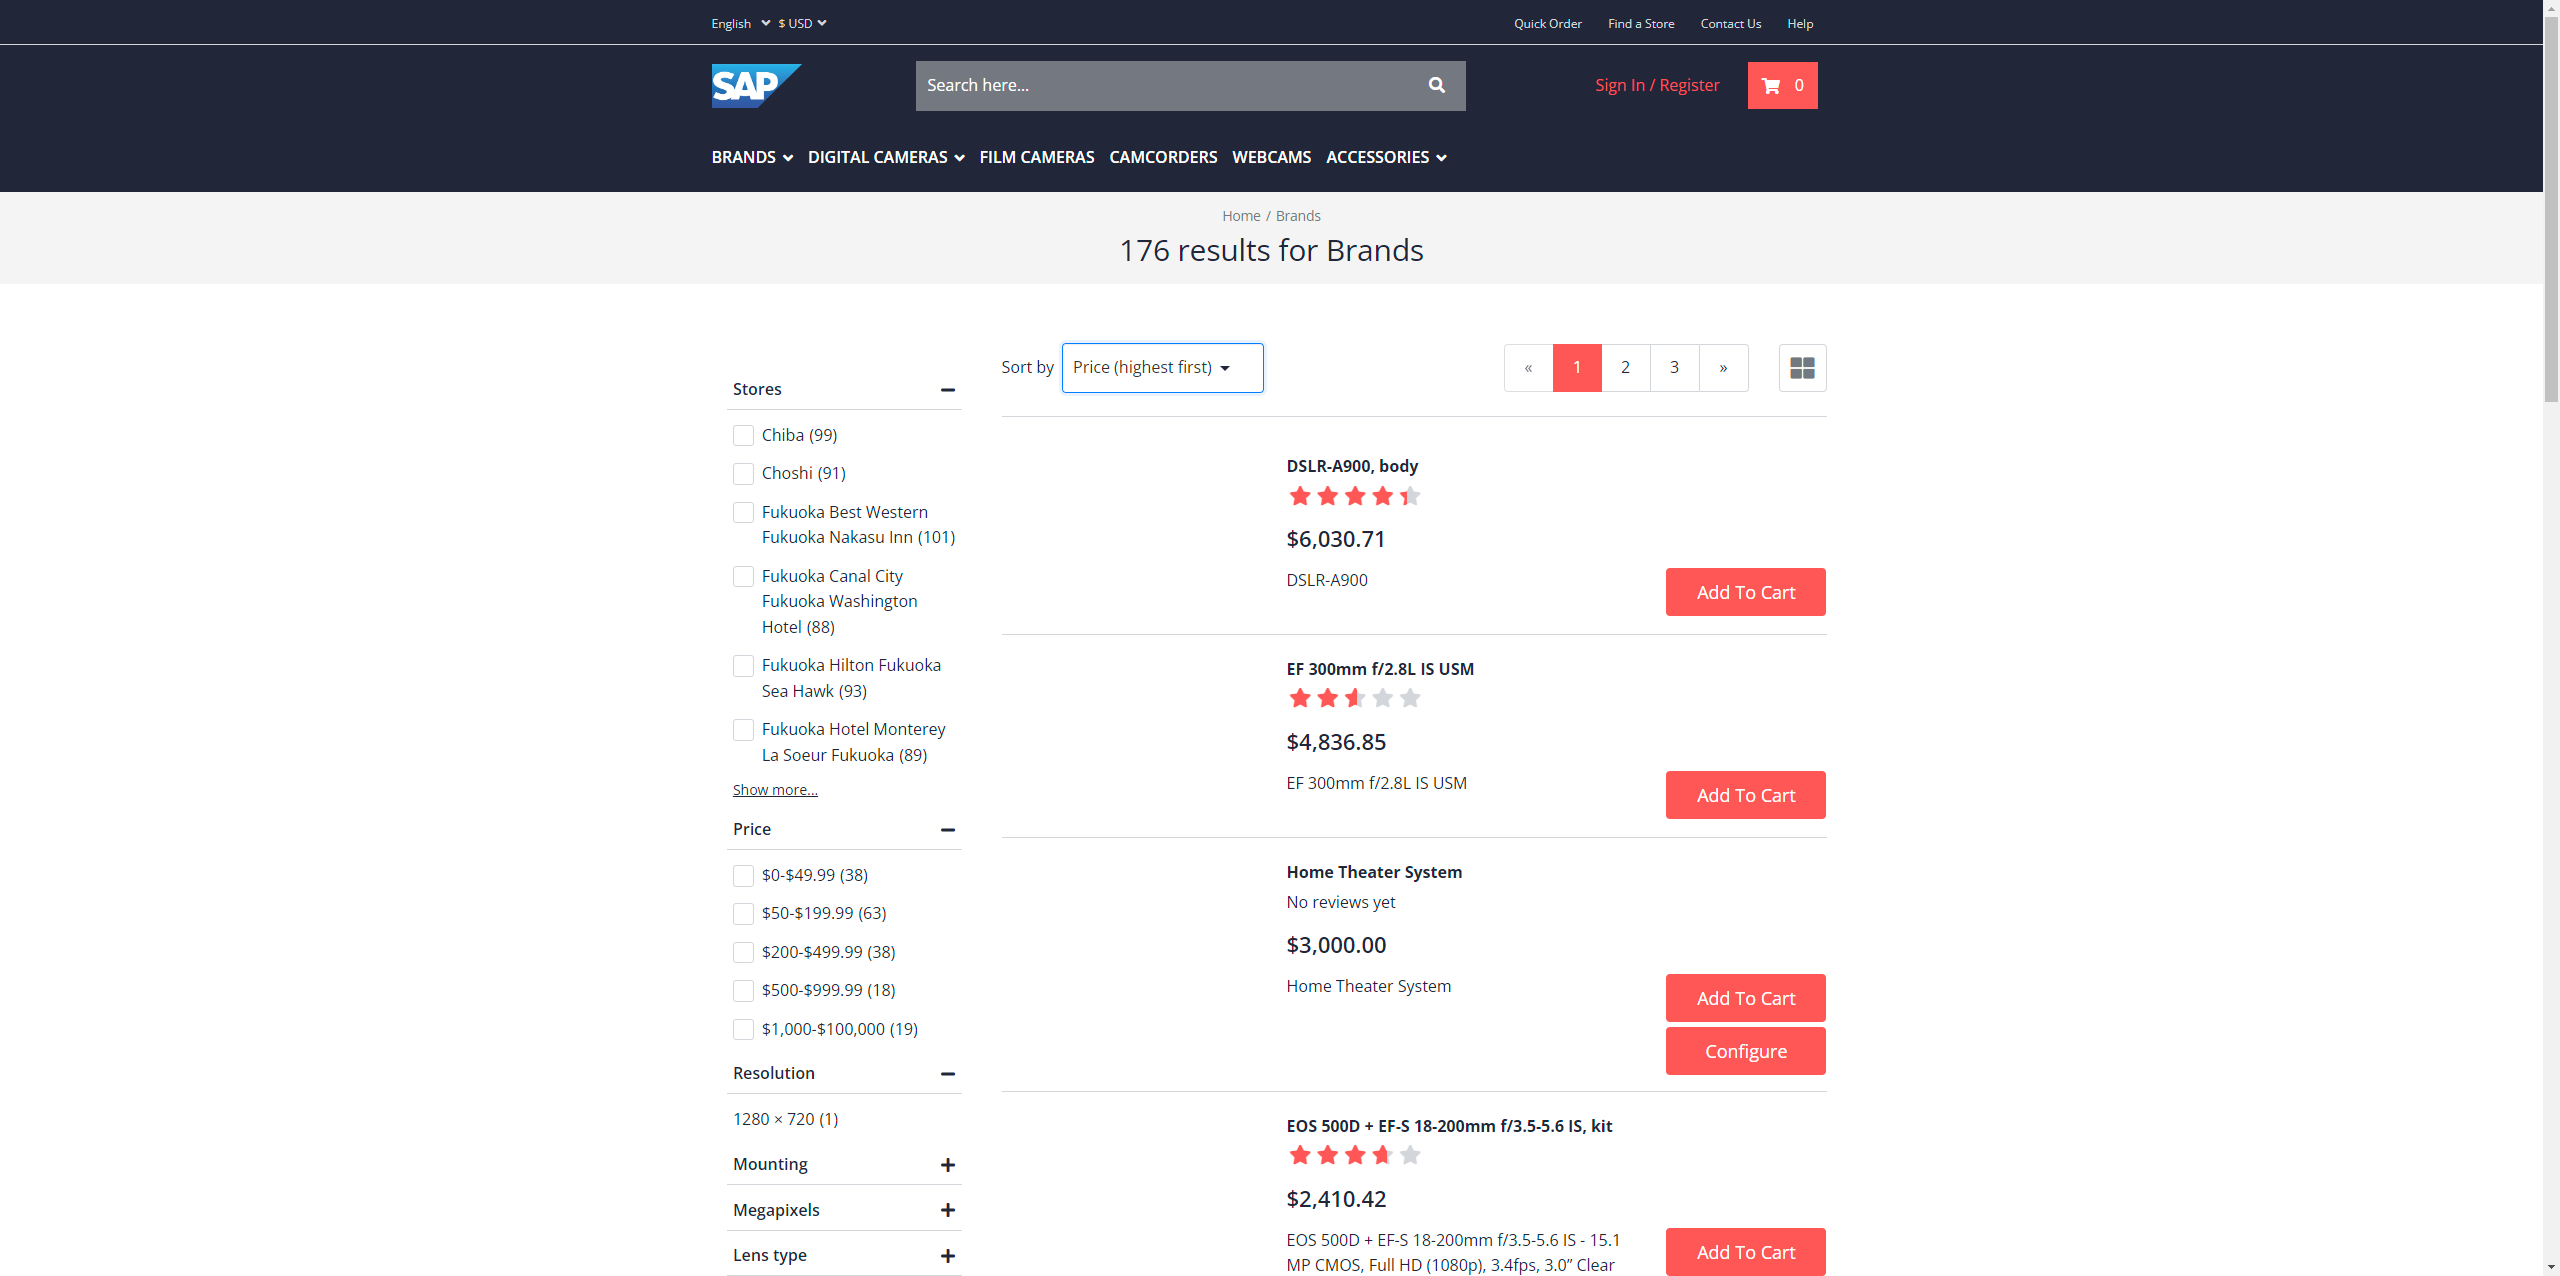 English
$ USD
Quick Order
Find a Store
Contact Us
Help
SAP
Search here...
Sign In / Register
0
BRANDS
DIGITAL CAMERAS
FILM CAMERAS
CAMCORDERS
WEBCAMS
ACCESSORIES
Home / Brands
176 results for Brands
Stores
Chiba (99)
Choshi (91)
Fukuoka Best Western
Fukuoka Nakasu Inn (101)
Fukuoka Canal City
Fukuoka Washington
Hotel (88)
Fukuoka Hilton Fukuoka
Sea Hawk (93)
Fukuoka Hotel Monterey
La Soeur Fukuoka (89)
Show more...
Price
$0-$49.99 (38)
$50-$199.99 (63)
$200-$499.99 (38)
$500-$999.99 (18)
$1,000-$100,000 (19)
Resolution
1280 × 720 (1)
Mounting
Megapixels
Lens type
Sort by
Price (highest first)
« 1 2 3 »
DSLR-A900, body
$6,030.71
DSLR-A900
Add To Cart
EF 300mm f/2.8L IS USM
$4,836.85
EF 300mm f/2.8L IS USM
Add To Cart
Home Theater System
No reviews yet
$3,000.00
Home Theater System
Add To Cart
Configure
EOS 500D + EF-S 18-200mm f/3.5-5.6 IS, kit
$2,410.42
EOS 500D + EF-S 18-200mm f/3.5-5.6 IS - 15.1
MP CMOS, Full HD (1080p), 3.4fps, 3.0” Clear
Add To Cart